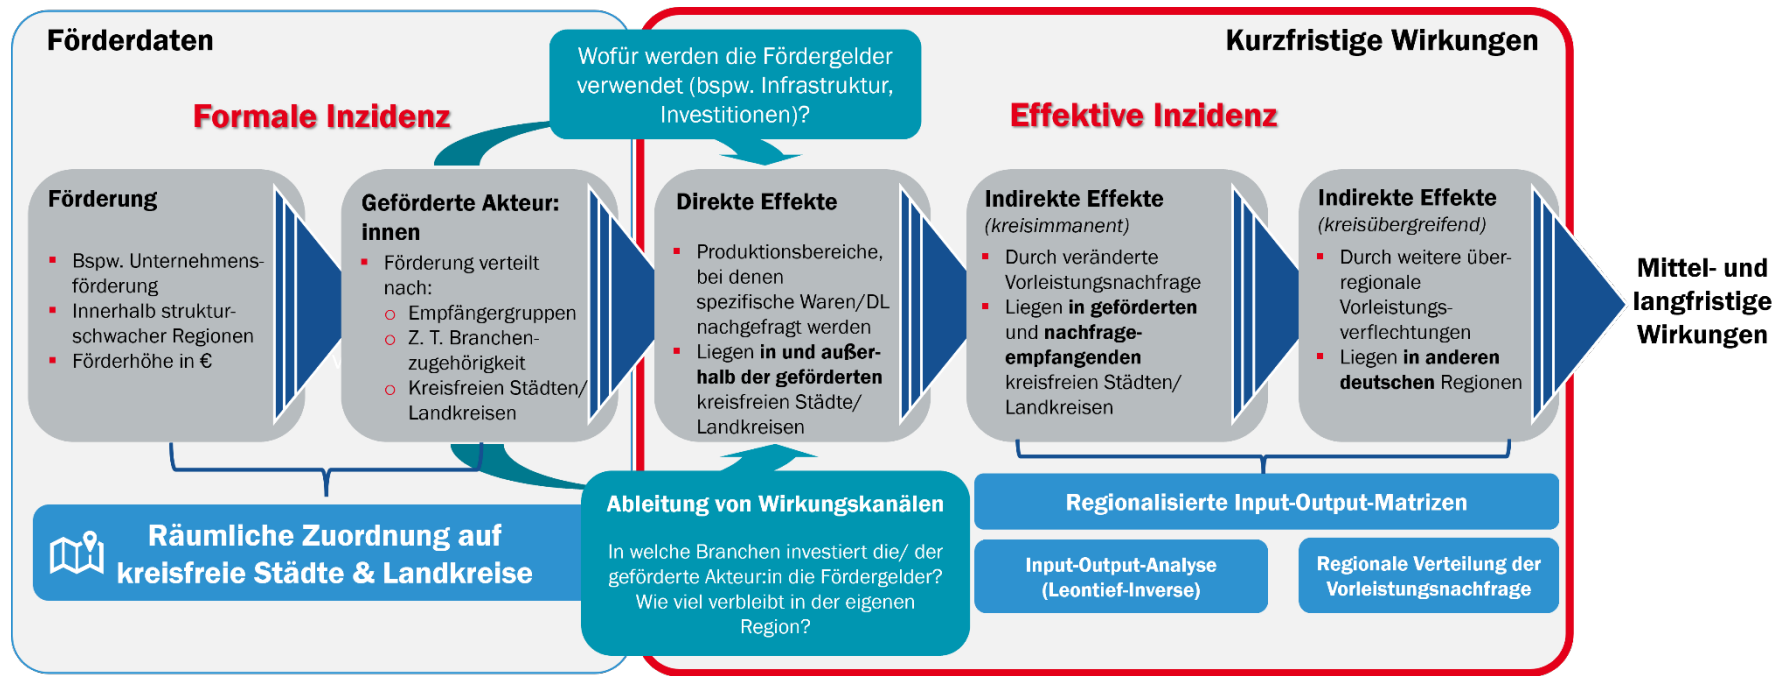 Förderdaten
Formale Inzidenz
Wofür werden die Fördergelder
verwendet (bspw. Infrastruktur,
Investitionen)?
Kurzfristige Wirkungen
Effektive Inzidenz
Förderung
Bspw. Unternehmens-
förderung
Innerhalb struktur-
schwacher Regionen
Förderhöhe in €
Geförderte Akteur:
innen
Förderung verteilt
nach:
Empfängergruppen
Z. T. Branchen-
zugehörigkeit
Kreisfreien Städten/
Landkreisen
Direkte Effekte
Produktionsbereiche,
bei denen
spezifische Waren/DL
nachgefragt werden
Liegen in und außer-
halb der geförderten
kreisfreien Städte/
Landkreisen
Indirekte Effekte
(kreisimmanent)
Durch veränderte
Vorleistungsnachfrage
Liegen in geförderten
und nachfrage-
empfangenden
kreisfreien Städten/
Landkreisen
Indirekte Effekte
(kreisübergreifend)
Durch weitere über-
regionale
Vorleistungs-
verflechtungen
Liegen in anderen
deutschen Regionen
Mittel- und
langfristige
Wirkungen
Räumliche Zuordnung auf
kreisfreie Städte & Landkreise
Ableitung von Wirkungskanälen
In welche Branchen investiert die/ der
geförderte Akteur:in die Fördergelder?
Wie viel verbleibt in der eigenen
Region?
Regionalisierte Input-Output-Matrizen
Input-Output-Analyse
(Leontief-Inverse)
Regionale Verteilung der
Vorleistungsnachfrage